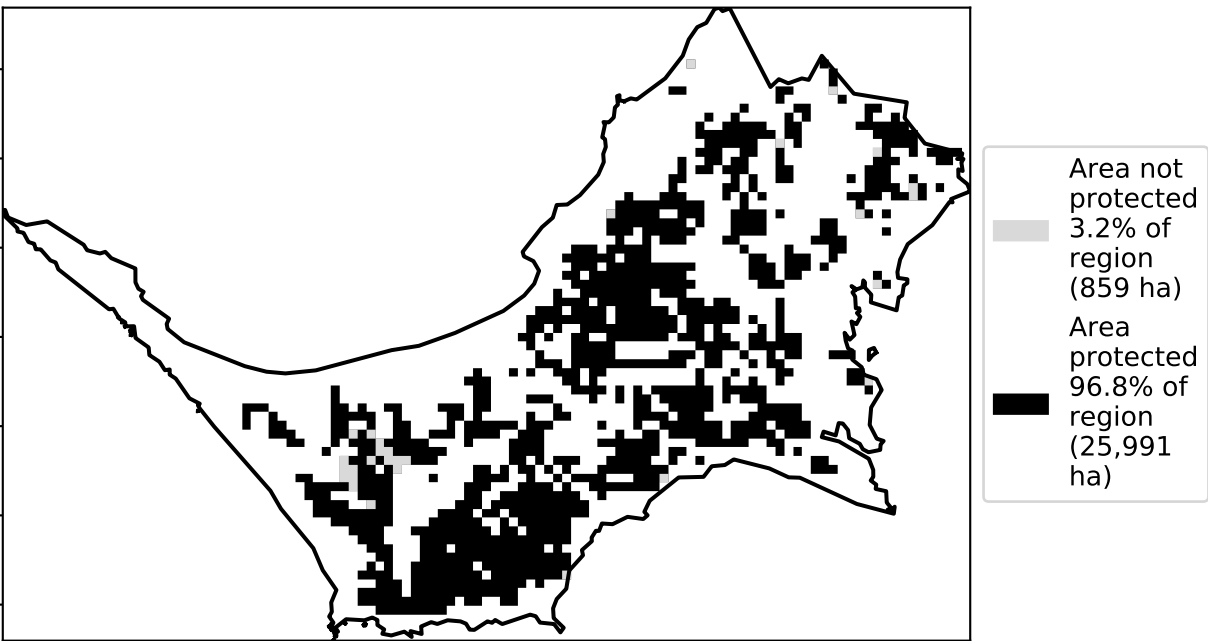 Area not
protected
3.2% of
region
(859 ha)
Area
protected
96.8% of
region
(25,991
ha)